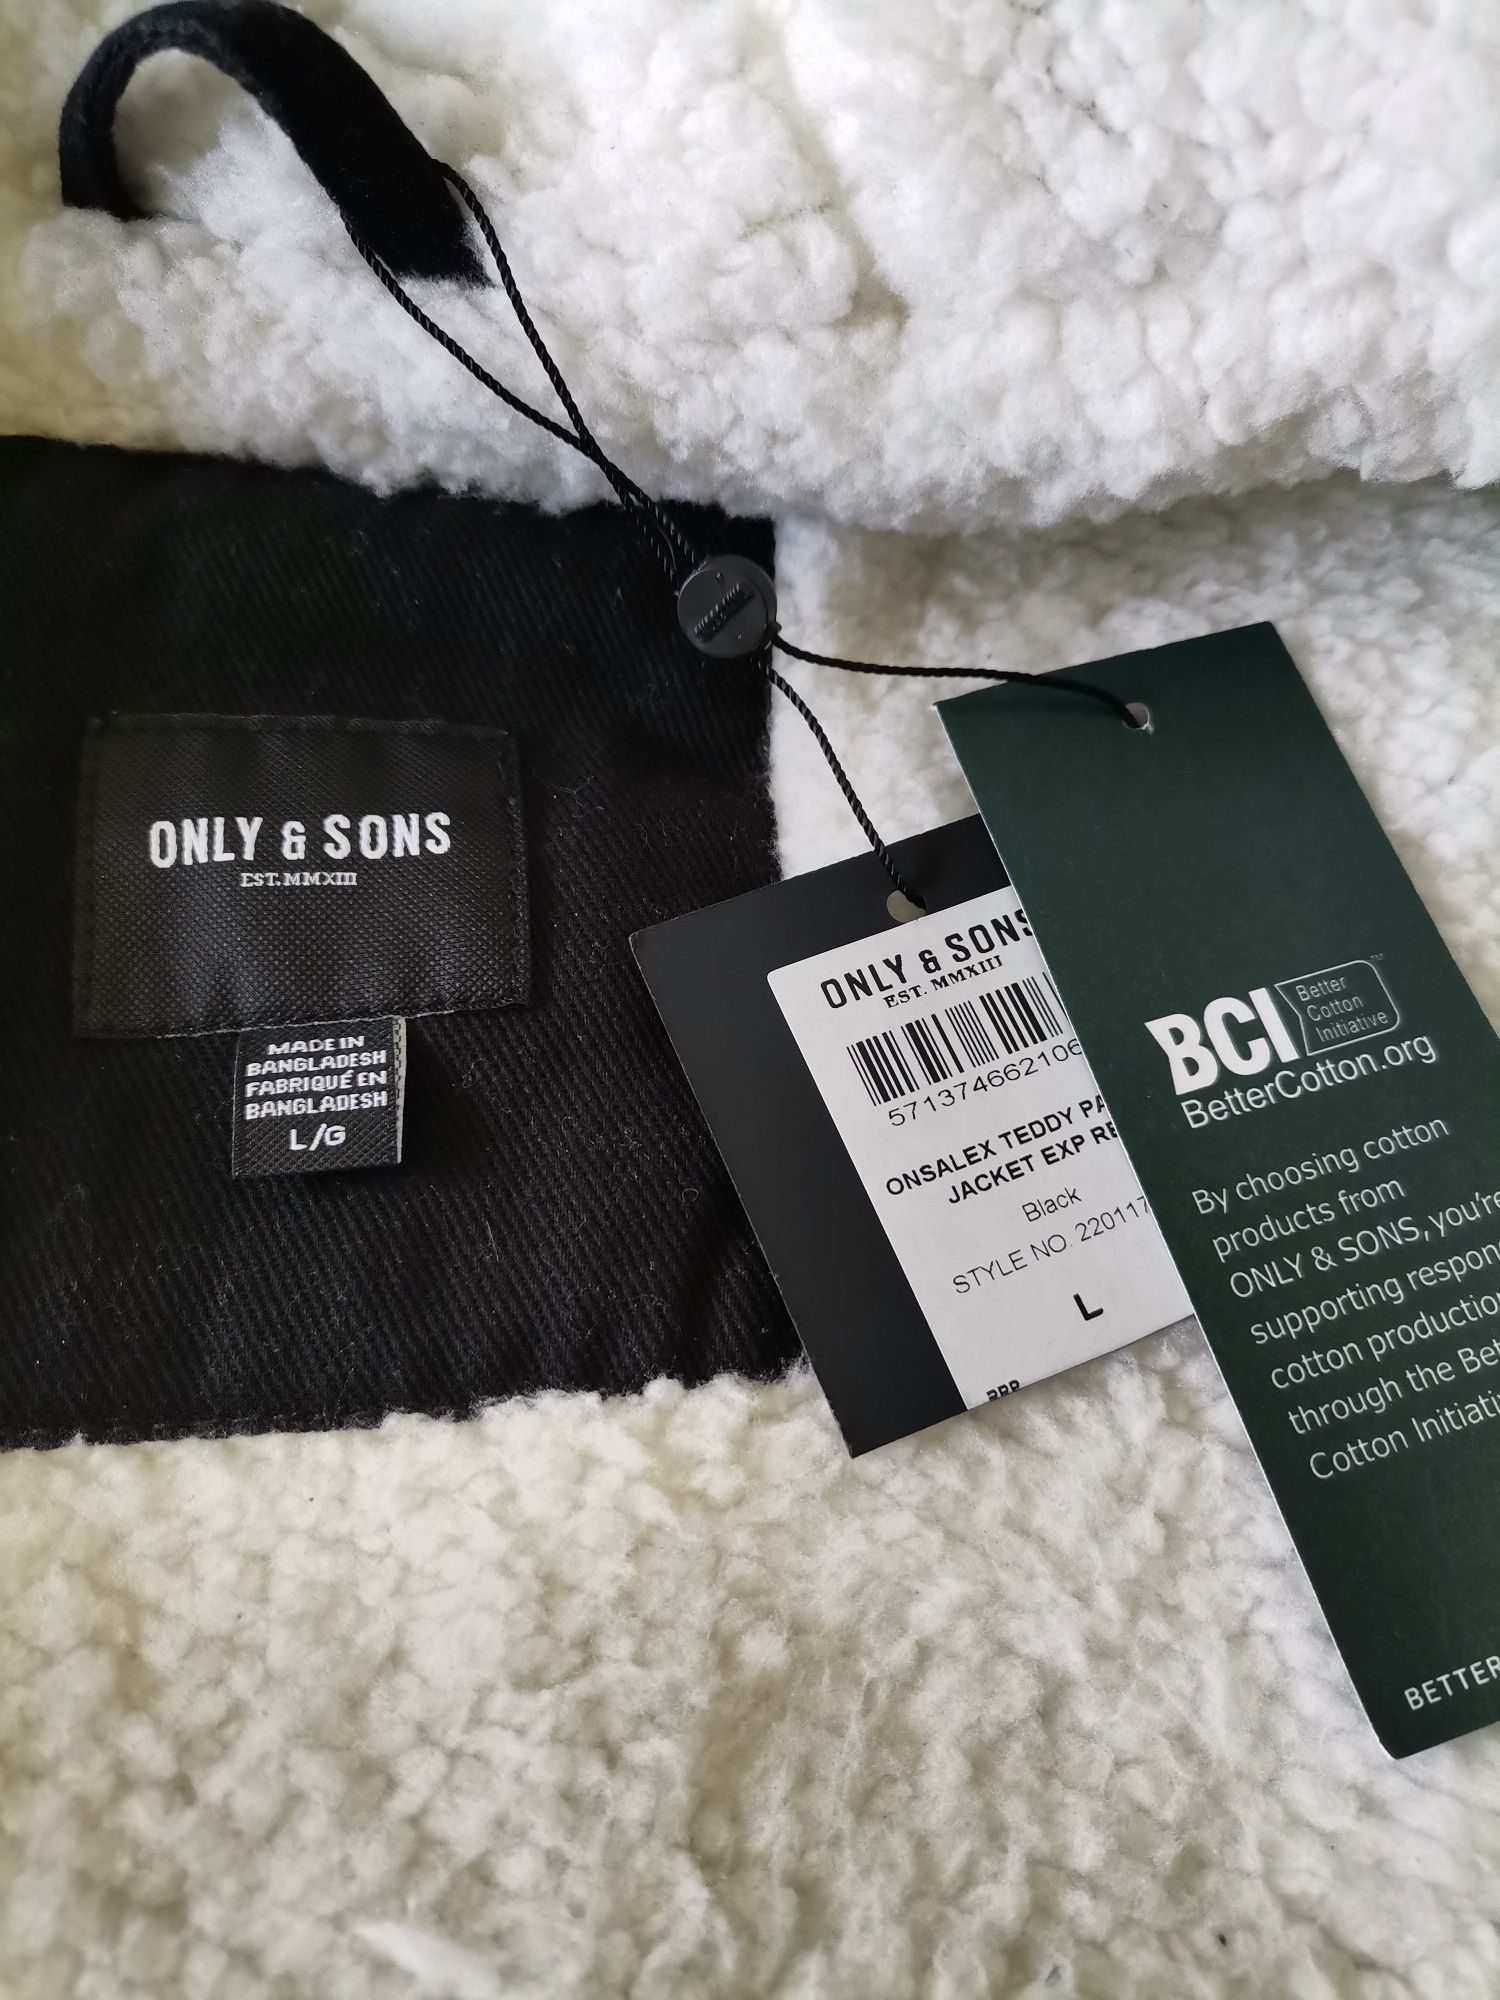 ONLY & SONS
EST. MMXIII
MADE IN
BANGLADESH
FABRIQUÉ EN
BANGLADESH
L/G
ONLY & SONS
EST. MMXIII
571374662106
ONSALEX TEDDY PA
JACKET EXP RE
Black
STYLE NO. 220117
L
BCI Better
Cotton
Initiative
™
BetterCotton.org
By choosing cotton
products from
ONLY & SONS, you're
supporting respon
cotton production
through the Bet
Cotton Initiati
BETTER